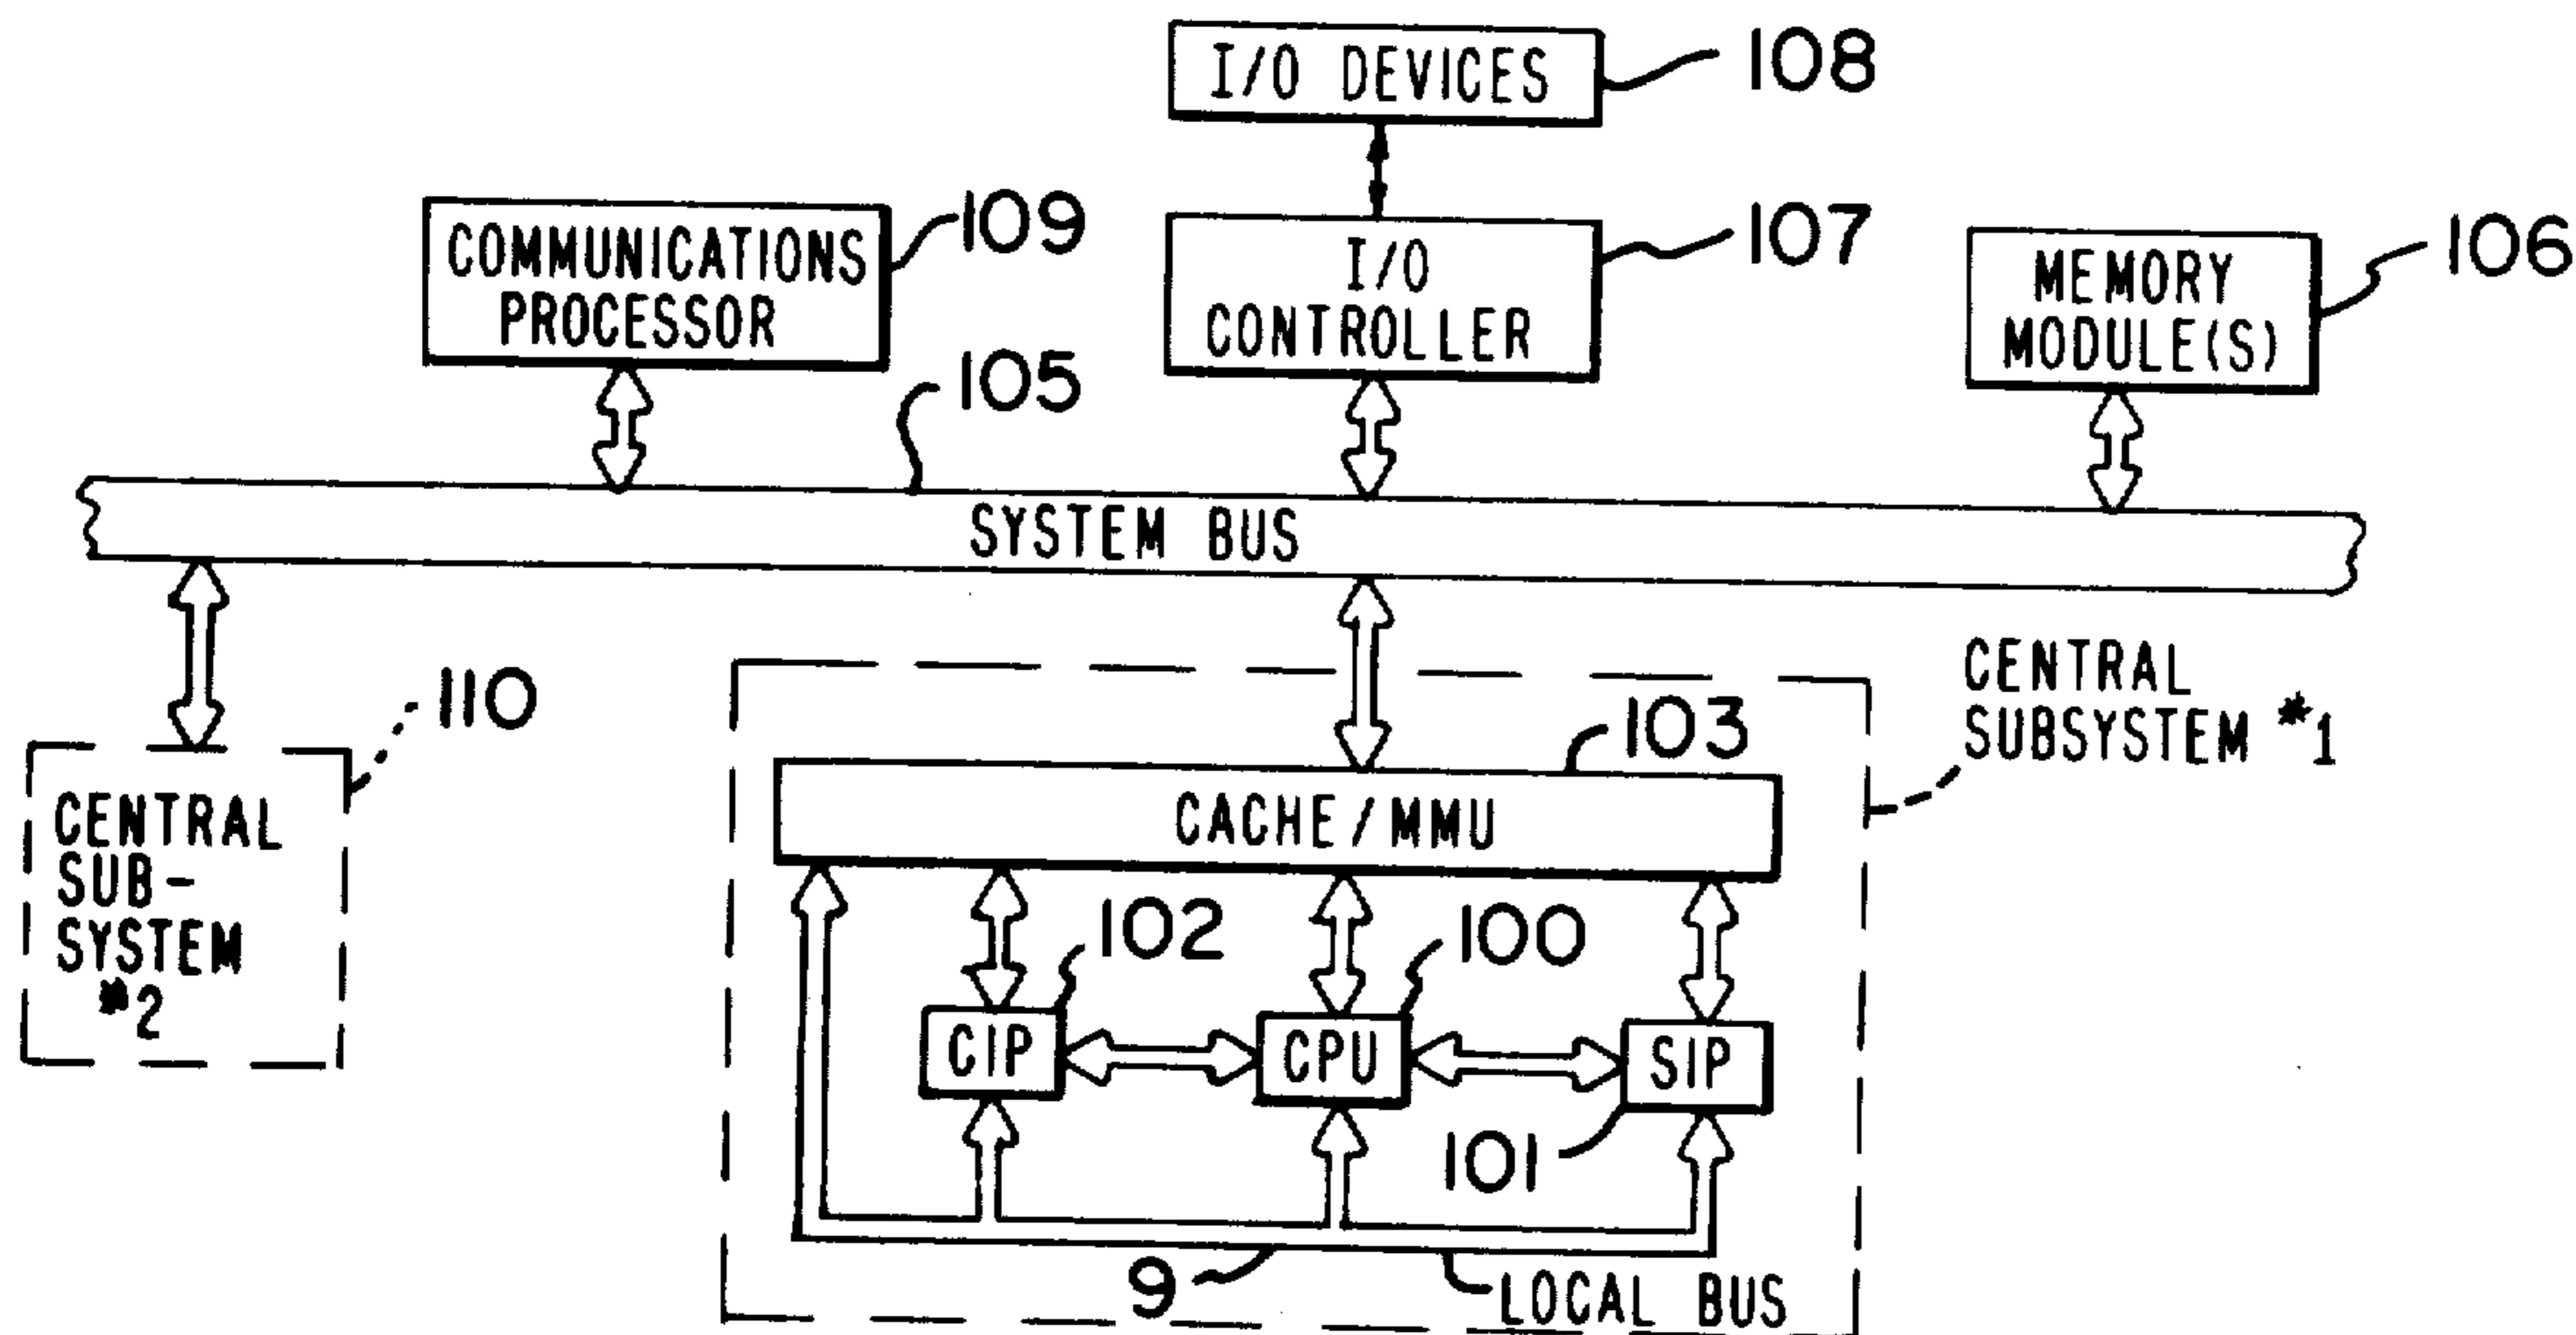 I/O DEVICES
108
COMMUNICATIONS
PROCESSOR
109
I/O
CONTROLLER
107
MEMORY
MODULE(S)
106
105
SYSTEM BUS
110
CENTRAL
SUB-
SYSTEM
#2
CENTRAL
SUBSYSTEM #1
103
CACHE/MMU
102
100
CIP
CPU
SIP
101
9
LOCAL BUS